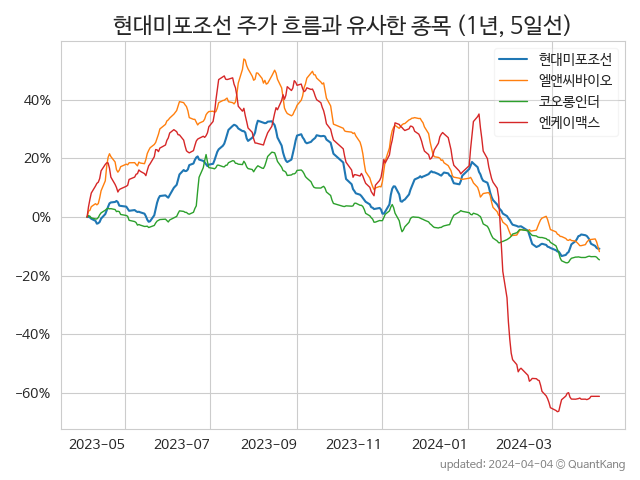 현대미포조선 주가 흐름과 유사한 종목 (1년, 5일선)
현대미포조선
엘앤씨바이오
코오롱인더
엔케이맥스
40%
20%
0%
−20%
−40%
−60%
2023-05
2023-07
2023-09
2023-11
2024-01
2024-03
updated: 2024-04-04 © QuantKang